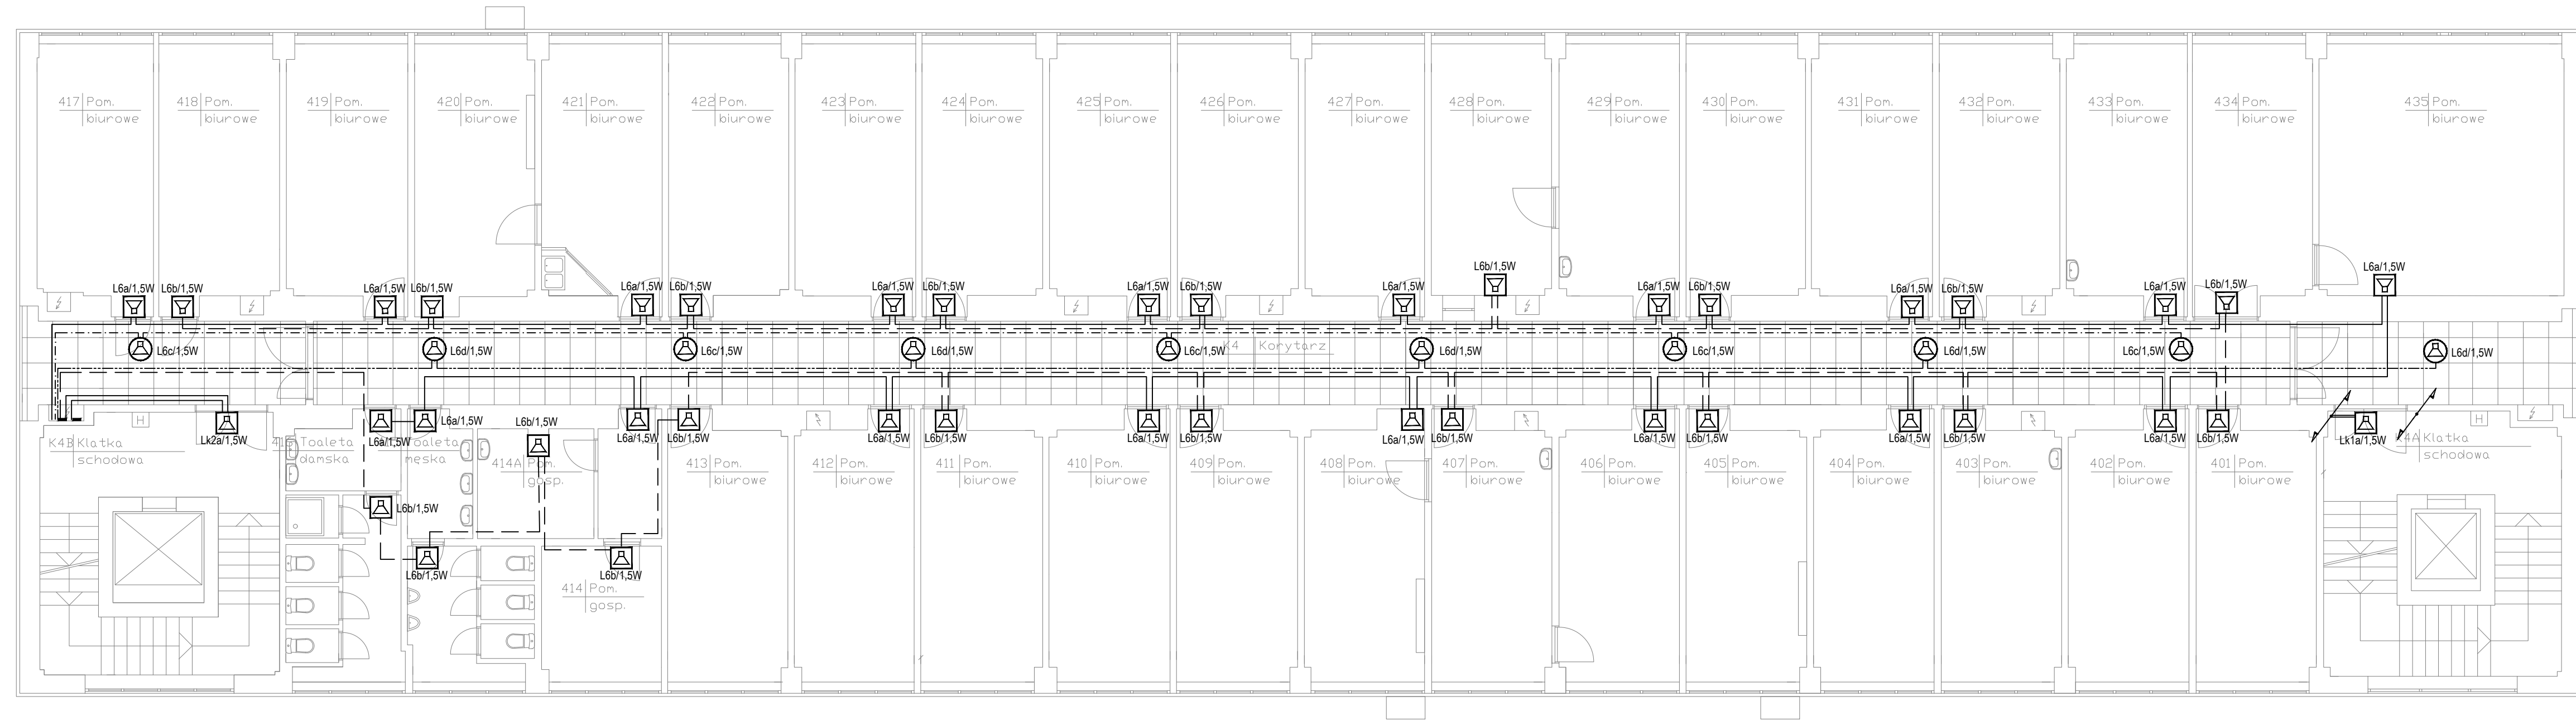 417 Pom.
biurowe
418 Pom.
biurowe
419 Pom.
biurowe
420 Pom.
biurowe
421 Pom.
biurowe
422 Pom.
biurowe
423 Pom.
biurowe
424 Pom.
biurowe
425 Pom.
biurowe
426 Pom.
biurowe
427 Pom.
biurowe
428 Pom.
biurowe
429 Pom.
biurowe
430 Pom.
biurowe
431 Pom.
biurowe
432 Pom.
biurowe
433 Pom.
biurowe
434 Pom.
biurowe
435 Pom.
biurowe
L6a/1,5W
L6b/1,5W
L6a/1,5W
L6b/1,5W
L6a/1,5W
L6b/1,5W
L6a/1,5W
L6b/1,5W
L6a/1,5W
L6b/1,5W
L6a/1,5W
L6b/1,5W
L6a/1,5W
L6b/1,5W
L6a/1,5W
L6b/1,5W
L6a/1,5W
L6b/1,5W
L6a/1,5W
L6c/1,5W
L6d/1,5W
L6c/1,5W
L6d/1,5W
L6c/1,5W
K4 Korytarz
L6d/1,5W
L6c/1,5W
L6d/1,5W
L6c/1,5W
L6d/1,5W
H
Lk2a/1,5W
L6a/1,5W
L6a/1,5W
L6b/1,5W
L6a/1,5W
L6b/1,5W
L6a/1,5W
L6b/1,5W
L6a/1,5W
L6b/1,5W
L6a/1,5W
L6b/1,5W
L6a/1,5W
L6b/1,5W
L6a/1,5W
L6b/1,5W
L6a/1,5W
L6b/1,5W
Lk1a/1,5W
H
K4B Klatka
schodowa
Toaleta
damska
Toaleta
męska
414A Pom.
gosp.
413 Pom.
biurowe
412 Pom.
biurowe
411 Pom.
biurowe
410 Pom.
biurowe
409 Pom.
biurowe
408 Pom.
biurowe
407 Pom.
biurowe
406 Pom.
biurowe
405 Pom.
biurowe
404 Pom.
biurowe
403 Pom.
biurowe
402 Pom.
biurowe
401 Pom.
biurowe
K4A Klatka
schodowa
L6b/1,5W
L6b/1,5W
L6b/1,5W
414 Pom.
gosp.